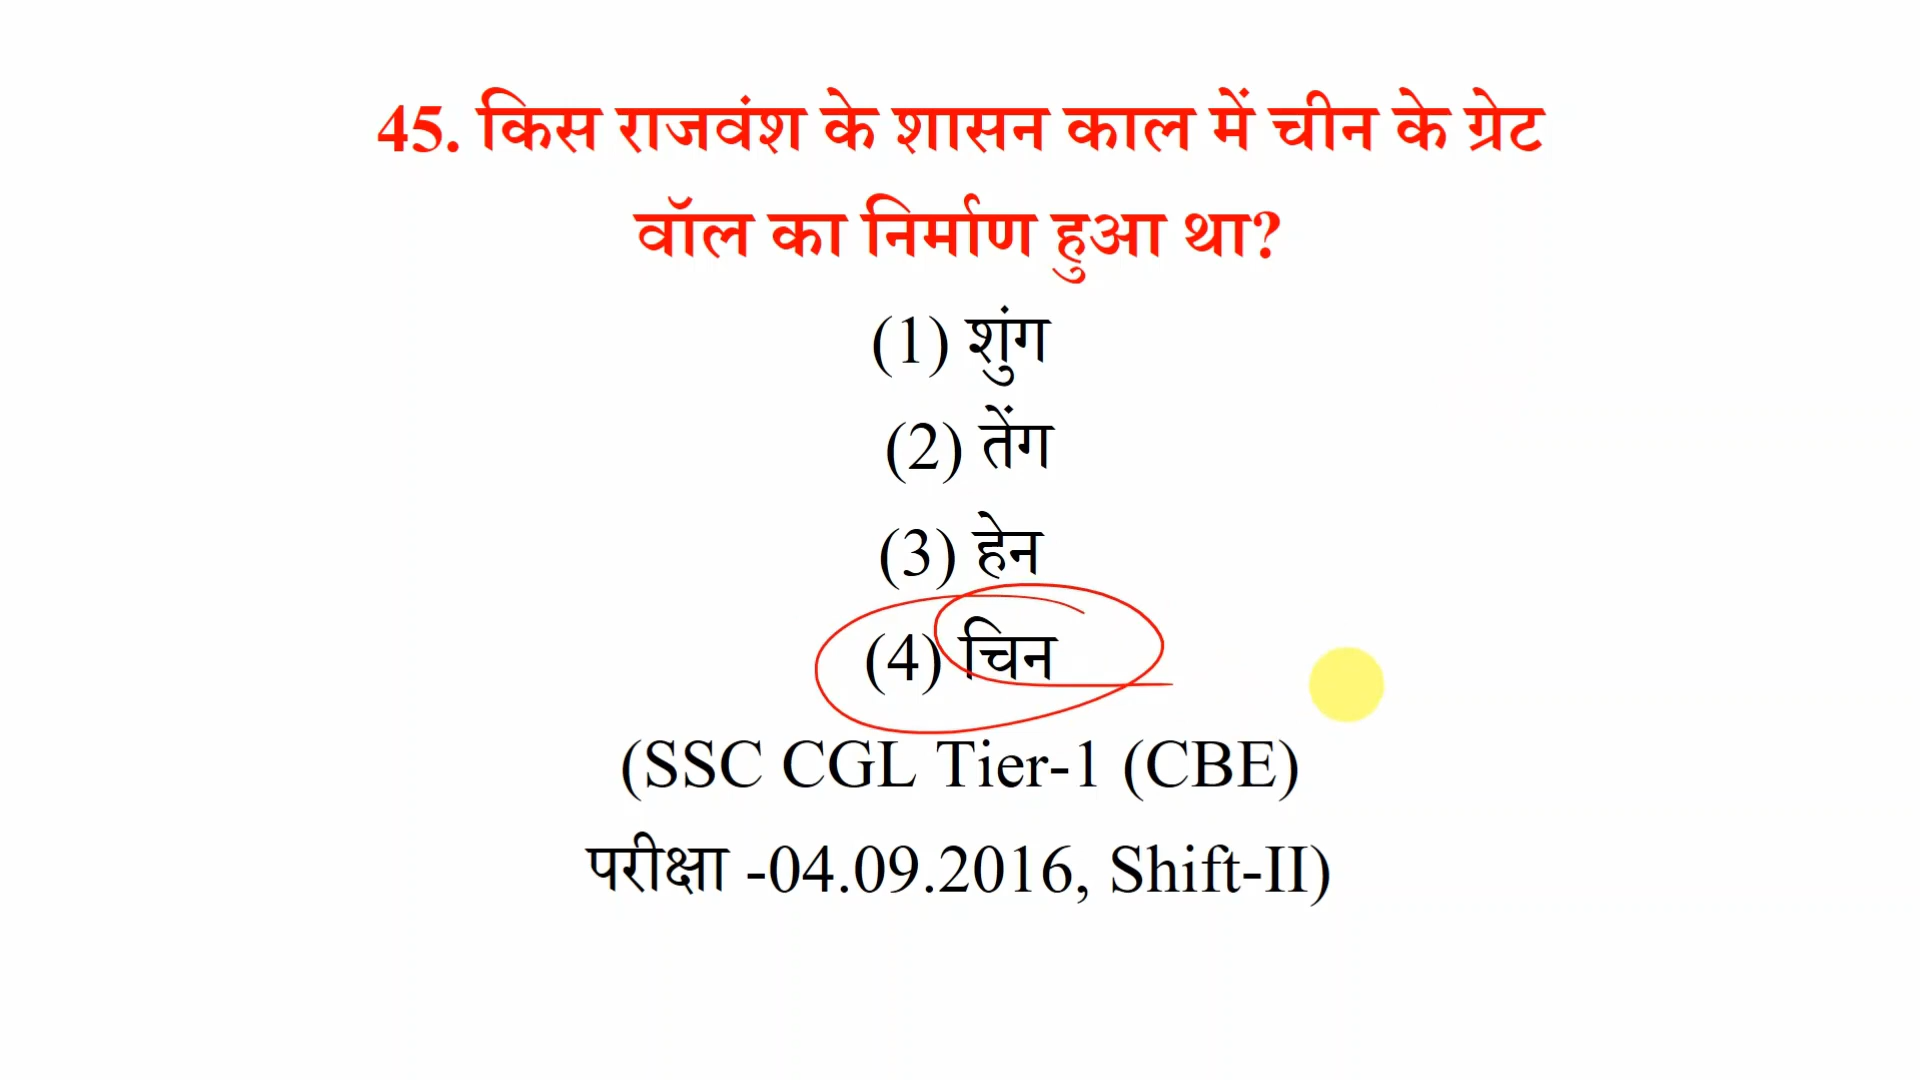 45. किस राजवंश के शासन काल में चीन के ग्रेट
वॉल का निर्माण हुआ था?
(1) शुंग
(2) तेंग
(3) हेन
(4) चिन
(SSC CGL Tier-1 (CBE)
परीक्षा -04.09.2016, Shift-II)